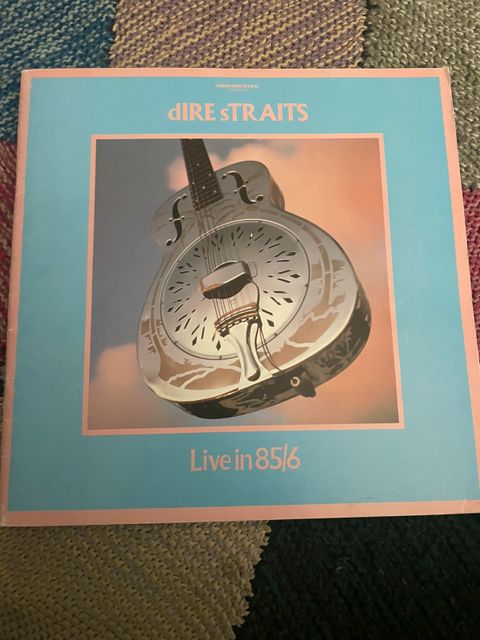 dIRE sTRAITS
Live in 85/6